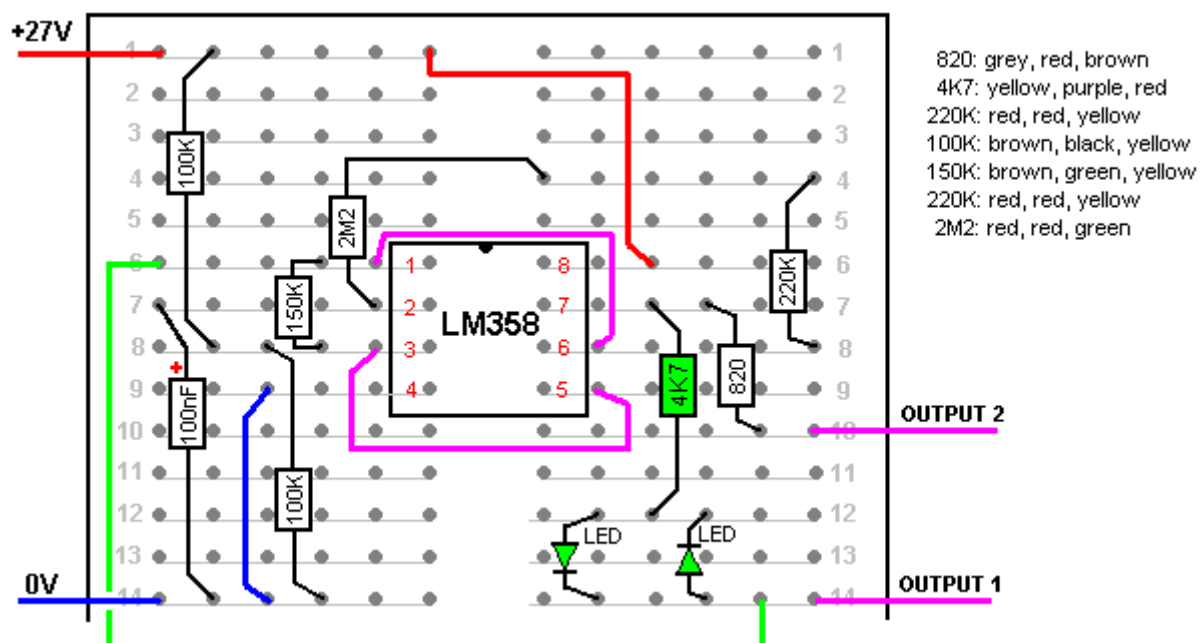 +27V
1
1
820: grey, red, brown
2
2
4K7: yellow, purple, red
220K: red, red, yellow
3
3
100K: brown, black, yellow
100K
4
4
150K: brown, green, yellow
220K: red, red, yellow
2M2: red, red, green
5
5
2M2
6
1
8
6
220K
7
150K
2
LM358
7
7
8
3
6
8
+
9
4
5
9
100nF
4K7
820
10
10
OUTPUT 2
11
11
100K
12
12
LED
LED
13
13
0V
14
14
OUTPUT 1